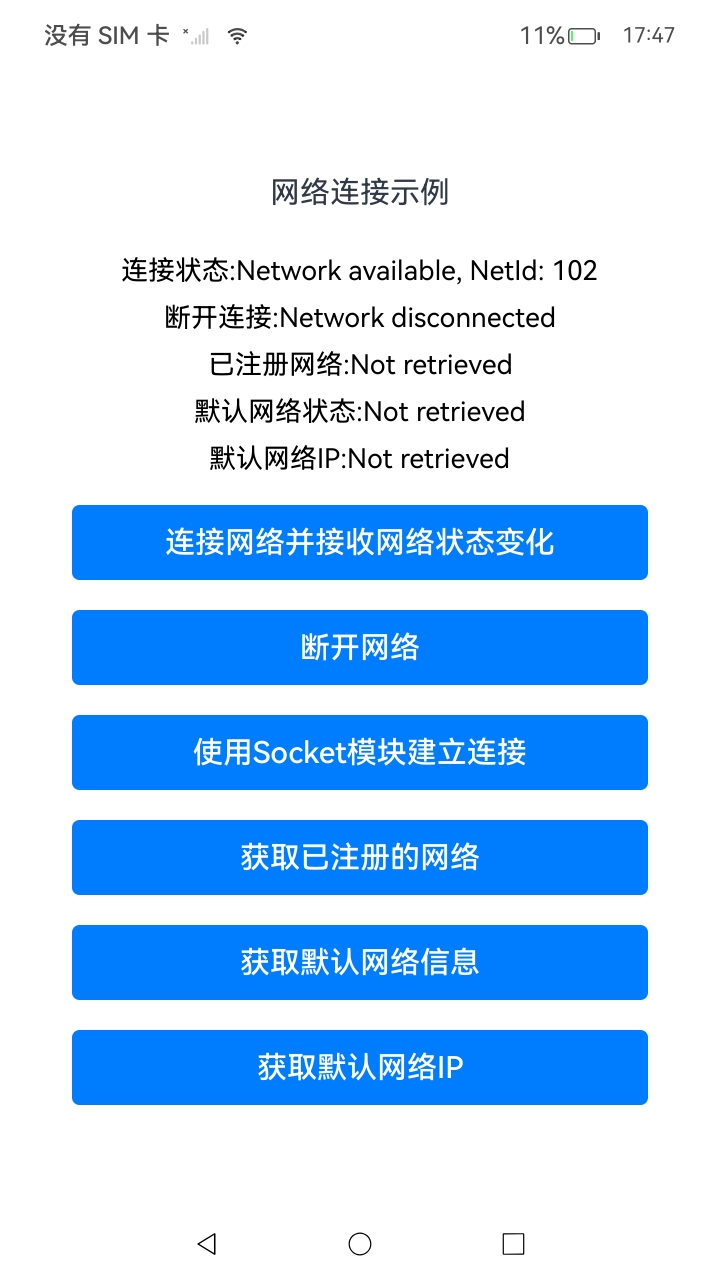 没有 SIM 卡
11%
17:47
网络连接示例
连接状态:Network available, NetId: 102
断开连接:Network disconnected
已注册网络:Not retrieved
默认网络状态:Not retrieved
默认网络IP:Not retrieved
连接网络并接收网络状态变化
断开网络
使用Socket模块建立连接
获取已注册的网络
获取默认网络信息
获取默认网络IP